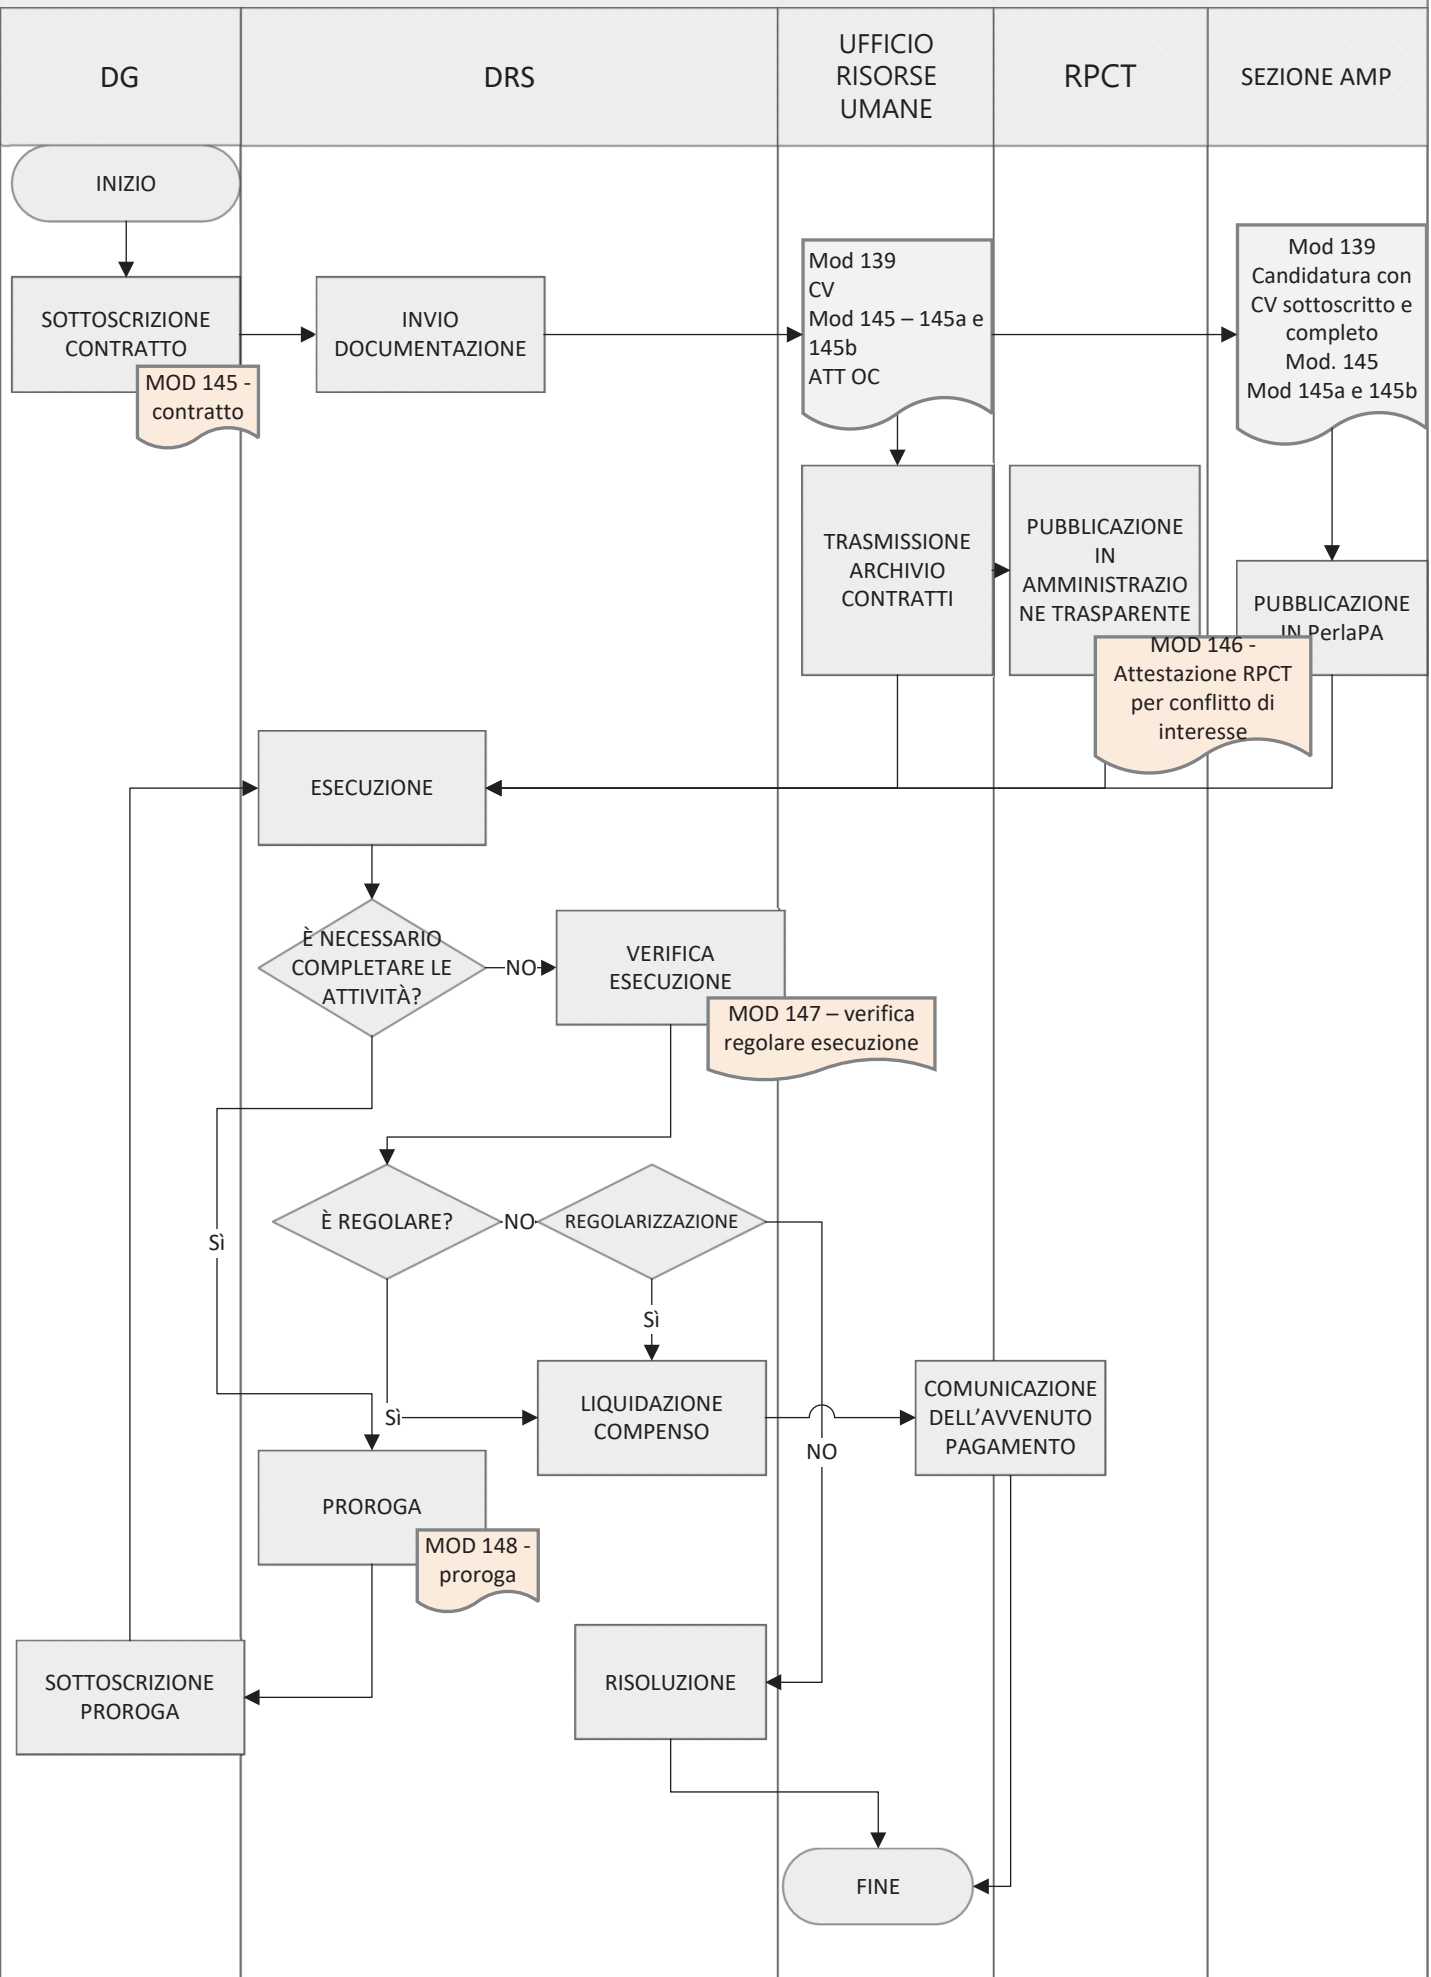 DG
DRS
UFFICIO
RISORSE
UMANE
RPCT
SEZIONE AMP
INIZIO
SOTTOSCRIZIONE
CONTRATTO
MOD 145 -
contratto
INVIO
DOCUMENTAZIONE
Mod 139
CV
Mod 145 – 145a e
145b
ATT OC
Mod 139
Candidatura con
CV sottoscritto e
completo
Mod. 145
Mod 145a e 145b
TRASMISSIONE
ARCHIVIO
CONTRATTI
PUBBLICAZIONE
IN
AMMINISTRAZIO
NE TRASPARENTE
PUBBLICAZIONE
IN PerlaPA
MOD 146 -
Attestazione RPCT
per conflitto di
interesse
ESECUZIONE
È NECESSARIO
COMPLETARE LE
ATTIVITÀ?
NO
VERIFICA
ESECUZIONE
MOD 147 – verifica
regolare esecuzione
Sì
È REGOLARE?
NO
REGOLARIZZAZIONE
Sì
Sì
LIQUIDAZIONE
COMPENSO
NO
COMUNICAZIONE
DELL’AVVENUTO
PAGAMENTO
PROROGA
MOD 148 -
proroga
SOTTOSCRIZIONE
PROROGA
RISOLUZIONE
FINE